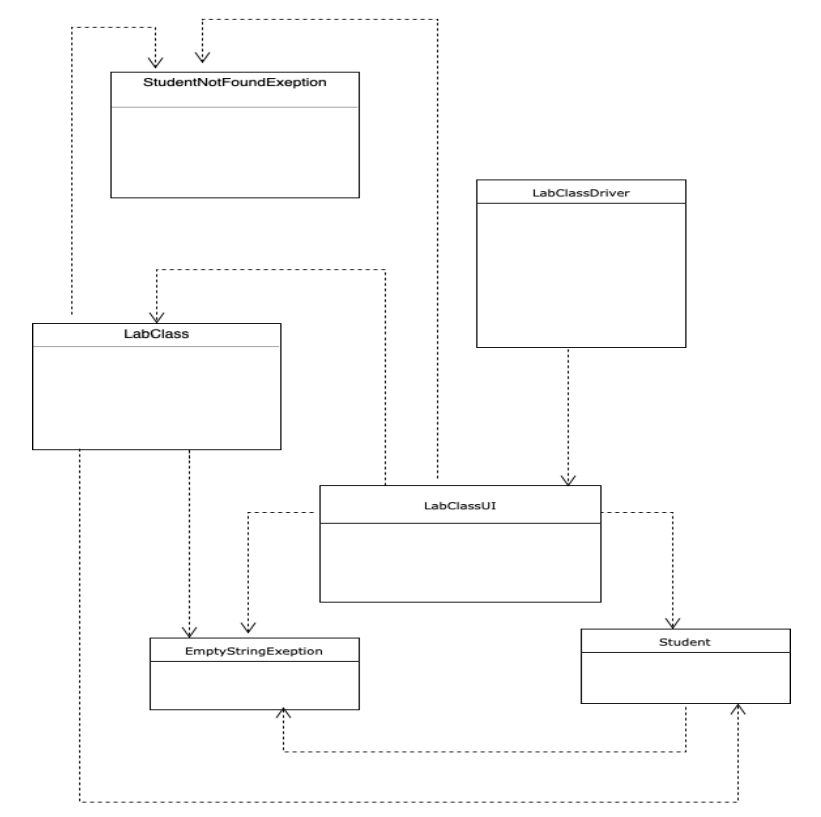 StudentNotFoundExeption
LabClassDriver
LabClass
LabClassUI
Student
EmptyStringExeption